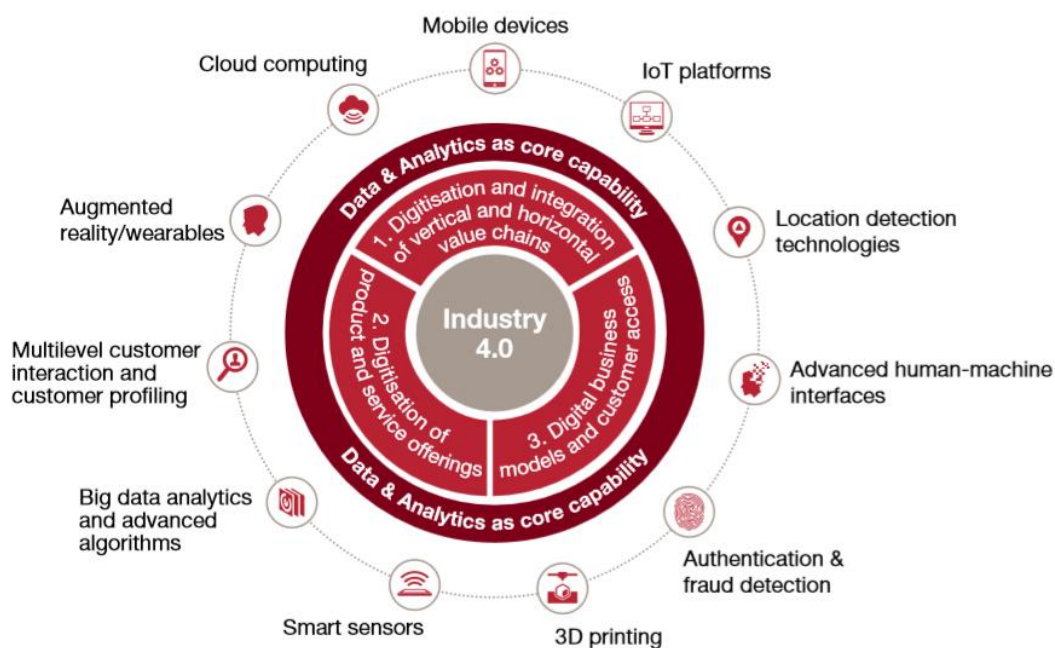 Mobile devices
Cloud computing
IoT platforms
Augmented
reality/wearables
Location detection
technologies
Multilevel customer
interaction and
customer profiling
Advanced human-machine
interfaces
Big data analytics
and advanced
algorithms
Authentication &
fraud detection
Smart sensors
3D printing
Data & Analytics as core capability
1. Digitisation and integration
of vertical and horizontal
value chains
2. Digitisation of
product and service offerings
3. Digital business
models and customer access
Industry
4.0
Data & Analytics as core capability